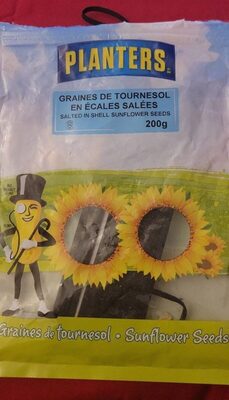 PLANTERS
GRAINES DE TOURNESOL
EN ÉCALES SALÉES
SALTED IN SHELL SUNFLOWER SEEDS
200g
Graines de tournesol • Sunflower Seeds